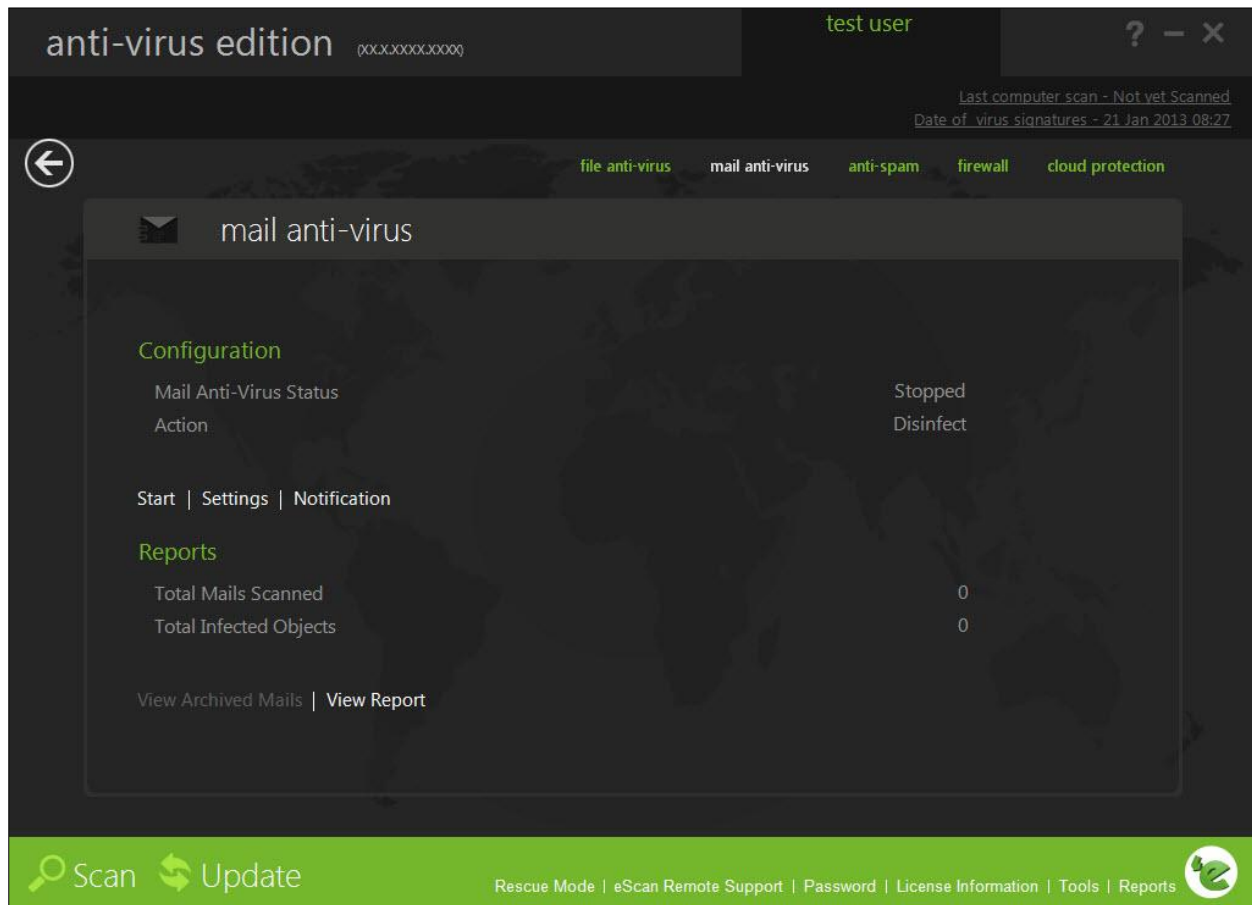 anti-virus edition (XX.X.XXXX.XXXX)
test user
? – ×
Last computer scan - Not yet Scanned
Date of virus signatures - 21 Jan 2013 08:27
file anti-virus mail anti-virus anti-spam firewall cloud protection
mail anti-virus
Configuration
Mail Anti-Virus Status Stopped
Action Disinfect
Start | Settings | Notification
Reports
Total Mails Scanned 0
Total Infected Objects 0
View Archived Mails | View Report
Scan Update
Rescue Mode | eScan Remote Support | Password | License Information | Tools | Reports